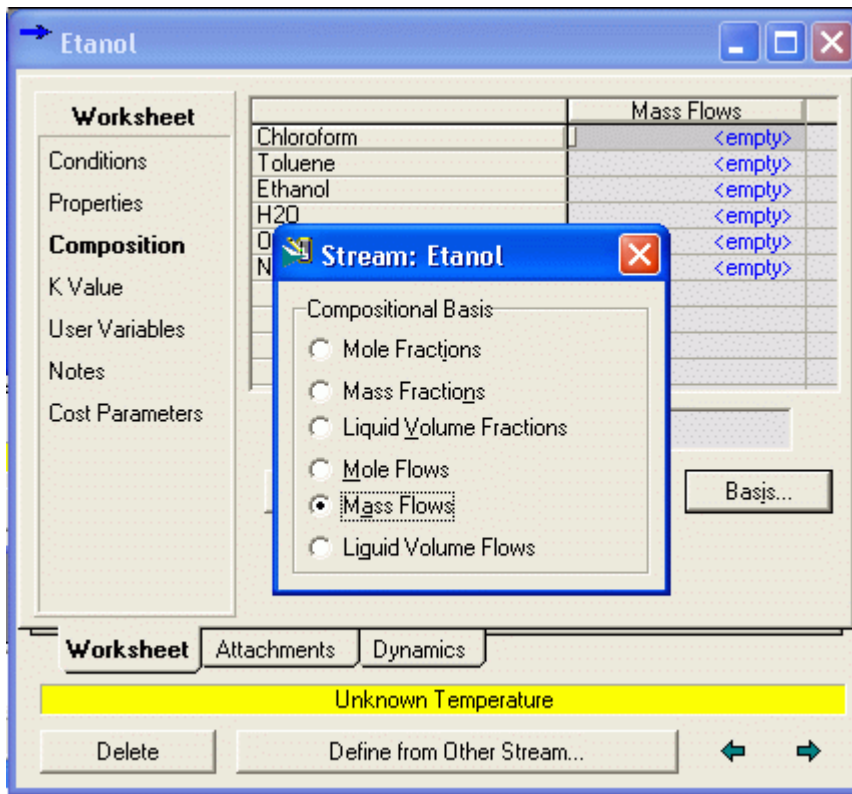 Etanol
Worksheet
Conditions
Properties
Composition
K Value
User Variables
Notes
Cost Parameters
Mass Flows
Chloroform <empty>
Toluene <empty>
Ethanol <empty>
H2O <empty>
O <empty>
N <empty>
Stream: Etanol
Compositional Basis
Mole Fractions
Mass Fractions
Liquid Volume Fractions
Mole Flows
Mass Flows
Liquid Volume Flows
Basis...
Worksheet Attachments Dynamics
Unknown Temperature
Delete Define from Other Stream...